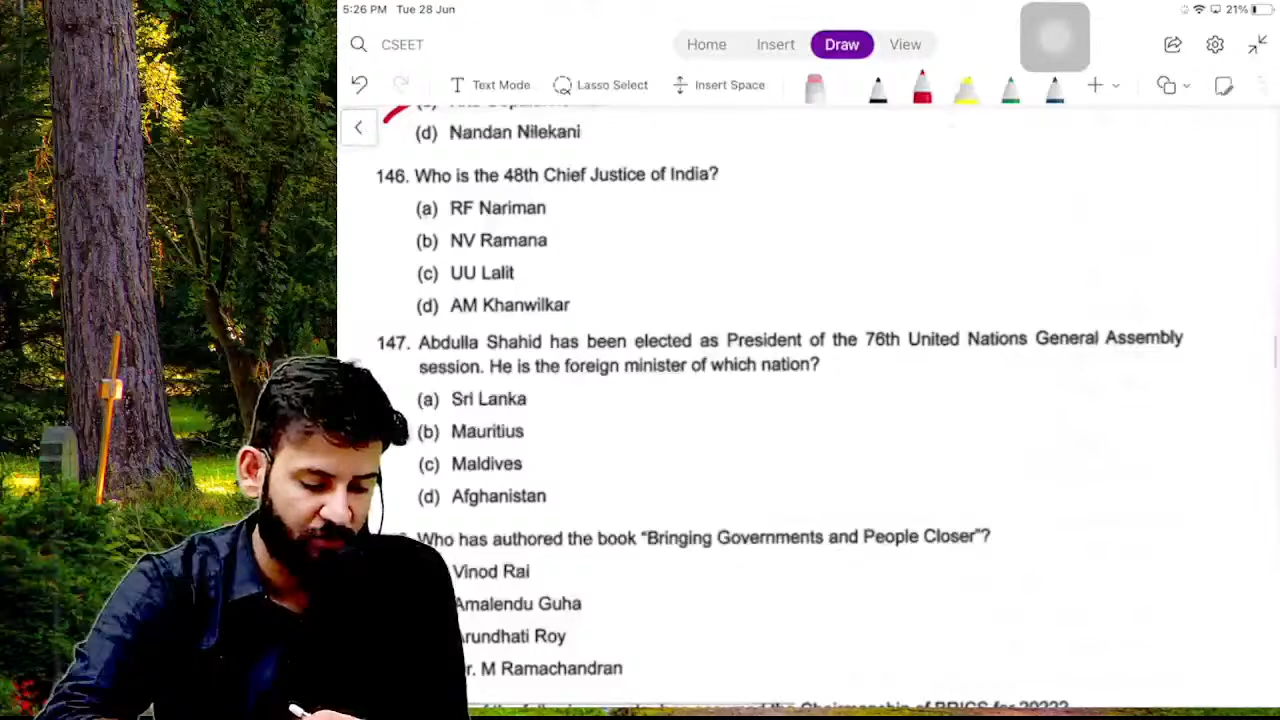 5:26 PM Tue 28 Jun
21%
CSEET
Home Insert Draw View
Text Mode Lasso Select Insert Space
(d) Nandan Nilekani
146. Who is the 48th Chief Justice of India?
(a) RF Nariman
(b) NV Ramana
(c) UU Lalit
(d) AM Khanwilkar
147. Abdulla Shahid has been elected as President of the 76th United Nations General Assembly
session. He is the foreign minister of which nation?
(a) Sri Lanka
(b) Mauritius
(c) Maldives
(d) Afghanistan
Who has authored the book “Bringing Governments and People Closer”?
Vinod Rai
Amalendu Guha
Arundhati Roy
r. M Ramachandran